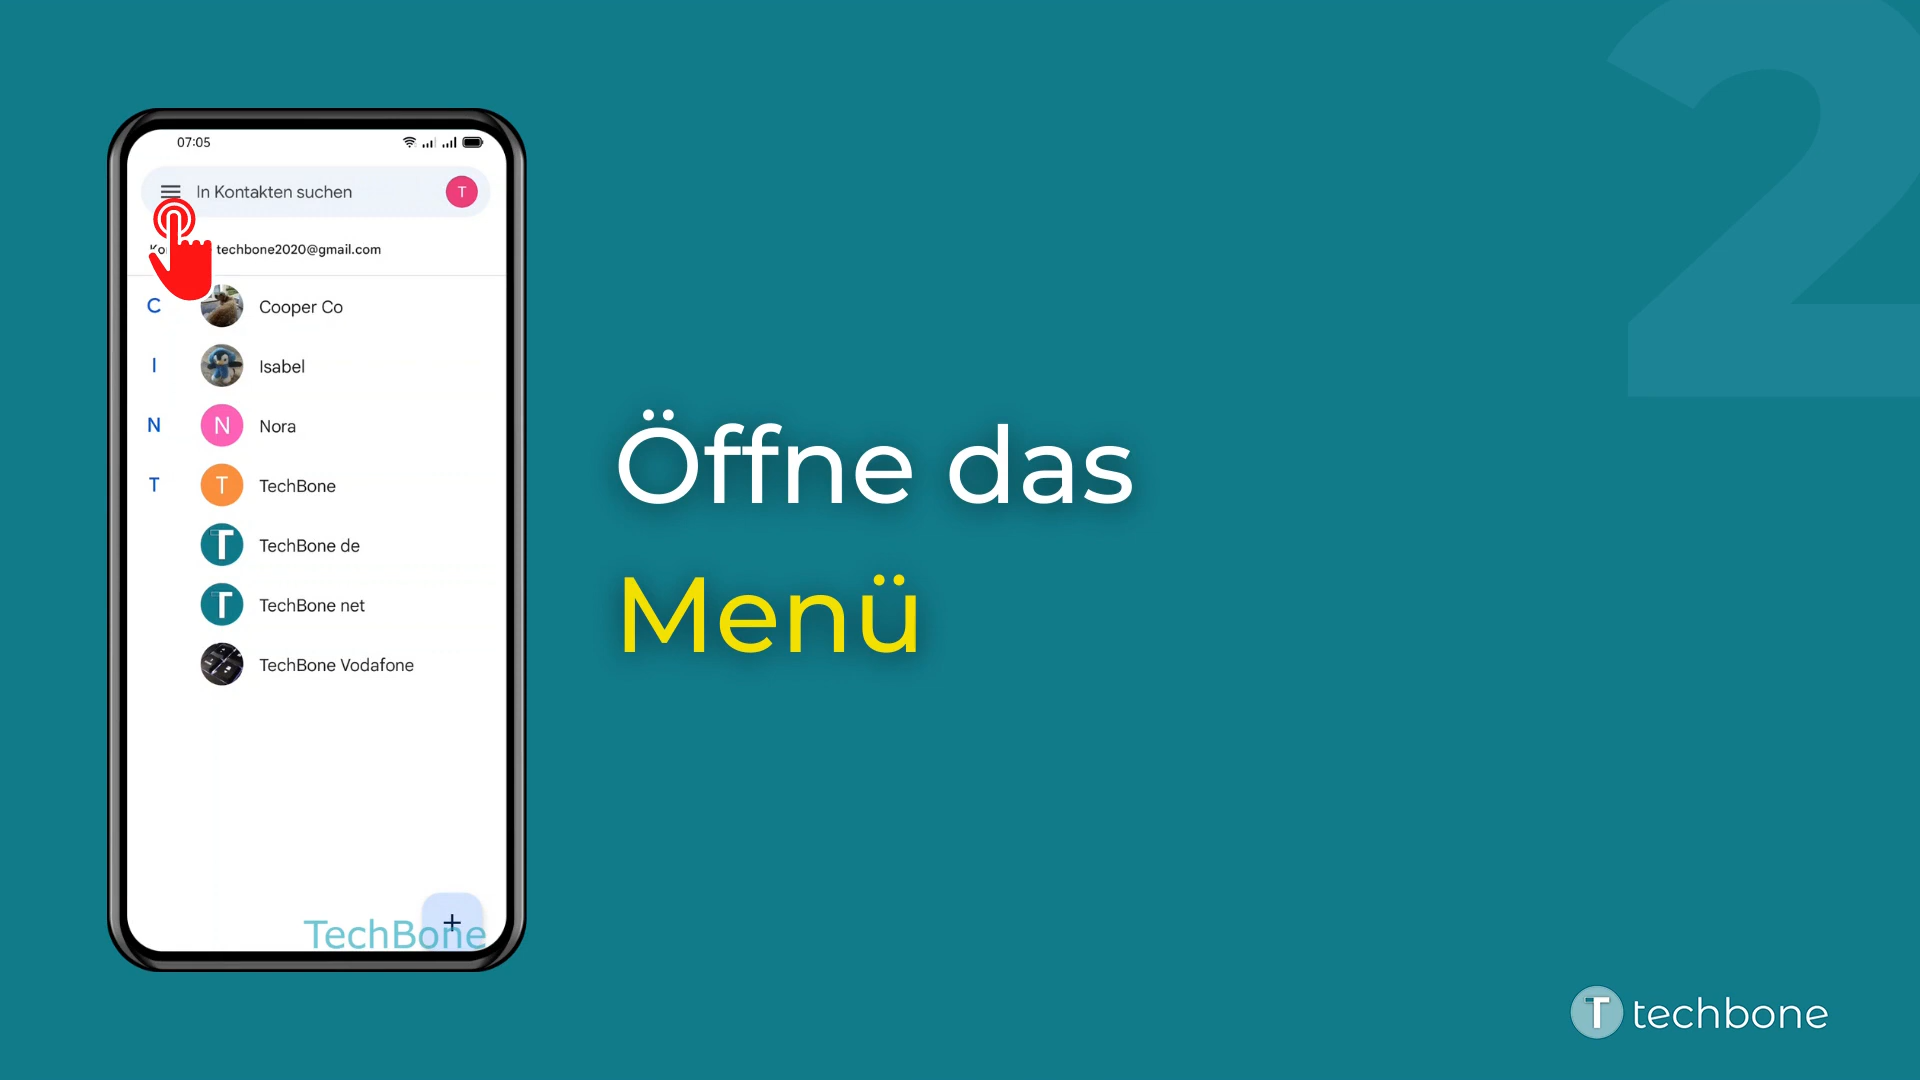 2
07:05
In Kontakten suchen
T
techbone2020@gmail.com
C
Cooper Co
I
Isabel
N
N
Nora
T
T
TechBone
T
TechBone de
T
TechBone net
TechBone Vodafone
+
TechBone
Öffne das
Menü
T techbone